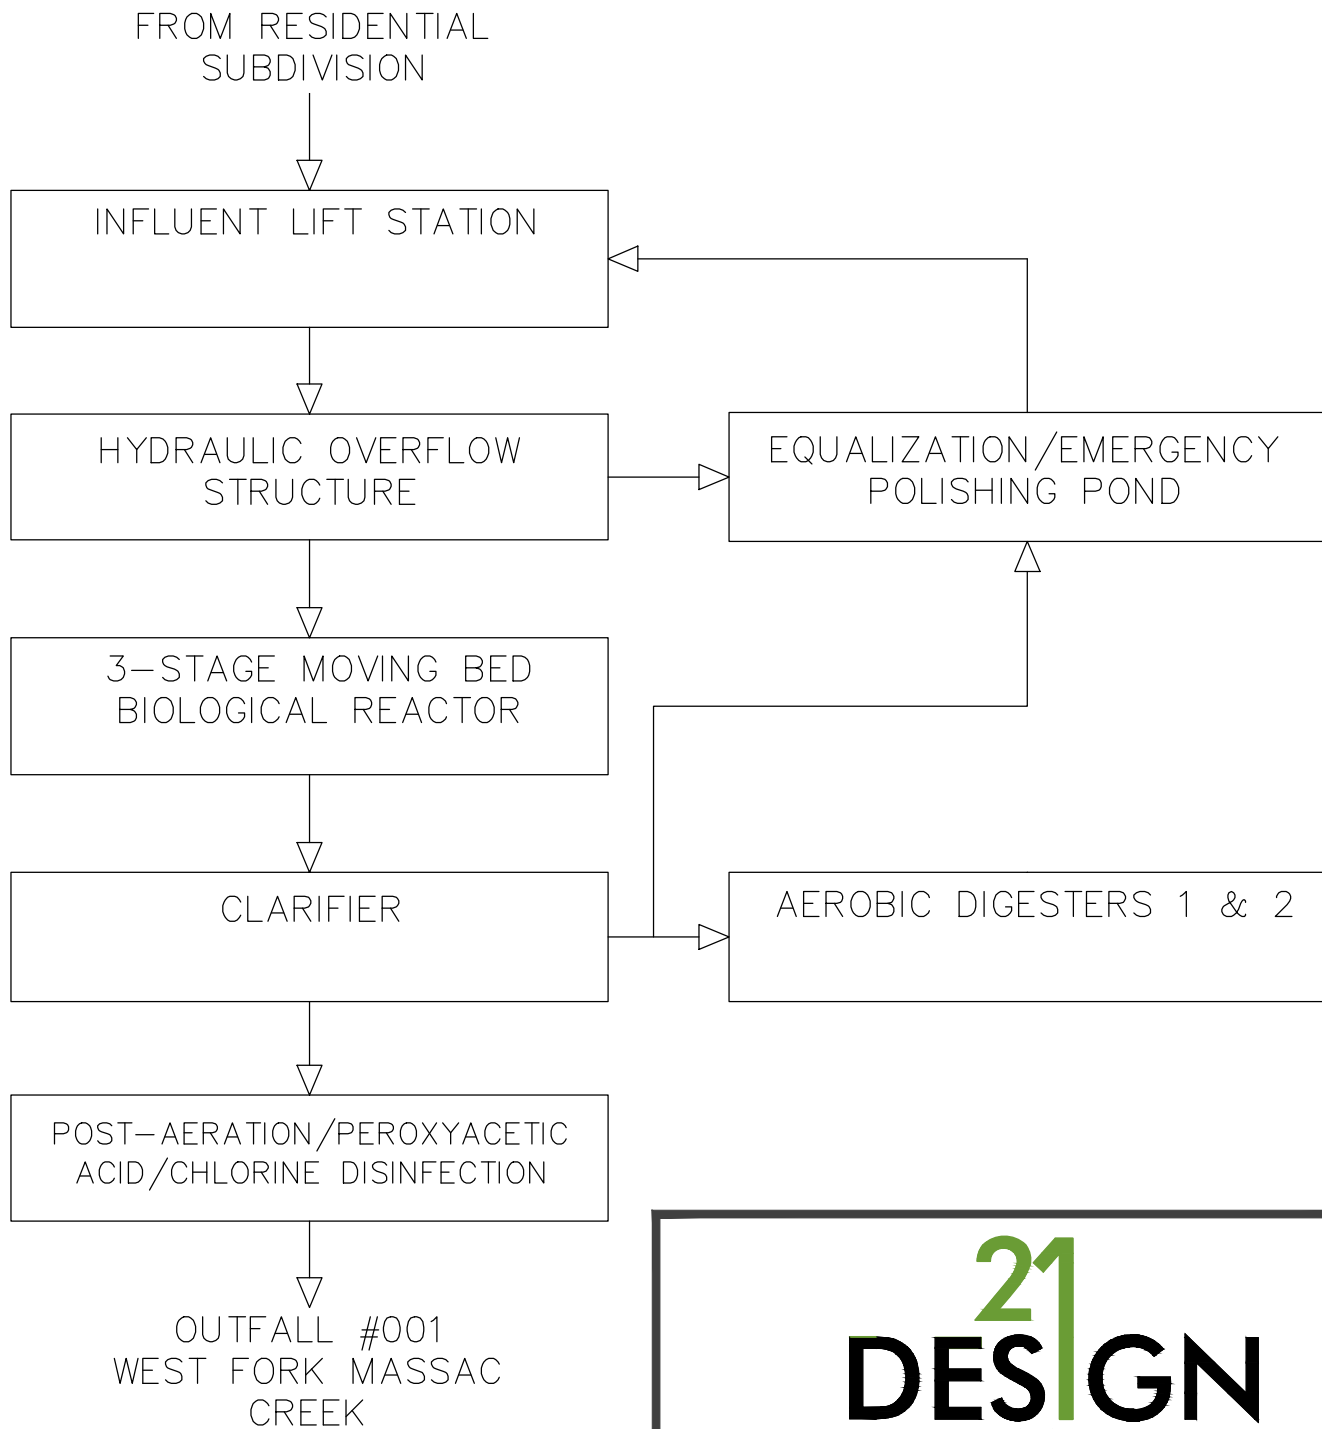 FROM RESIDENTIAL
SUBDIVISION
INFLUENT LIFT STATION
HYDRAULIC OVERFLOW
STRUCTURE
EQUALIZATION/EMERGENCY
POLISHING POND
3-STAGE MOVING BED
BIOLOGICAL REACTOR
CLARIFIER
AEROBIC DIGESTERS 1 & 2
POST-AERATION/PEROXYACETIC
ACID/CHLORINE DISINFECTION
OUTFALL #001
WEST FORK MASSAC
CREEK
21
DESIGN